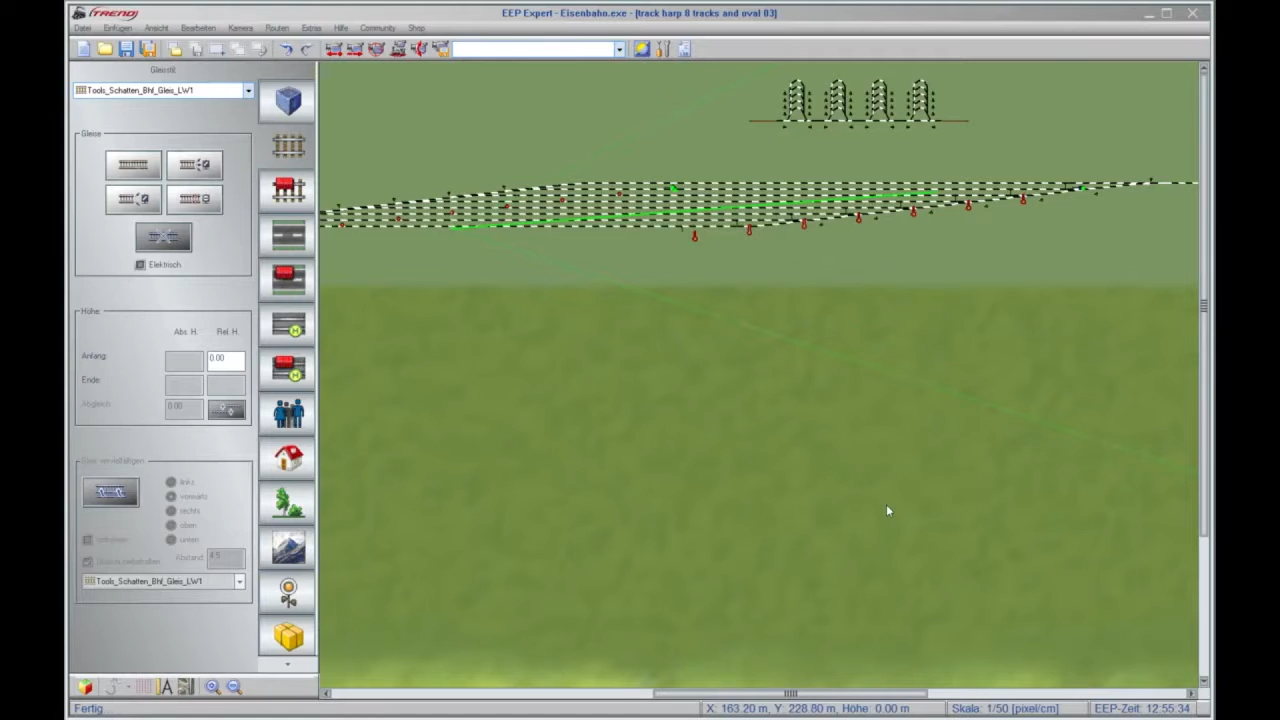 TREND
EEP Expert - Eisenbahn.exe - [track harp 8 tracks and oval 03]
Datei Einfügen Ansicht Bearbeiten Kamera Routen Extras Hilfe Community Shop
Gleisstil
Tools_Schatten_Bhf_Gleis_LW1
Gleise
Elektrisch
Höhe
Abs. H. Rel. H.
Anfang: 0.00
Ende:
Abgleich: 0.00
Gleis vervielfältigen
links
vorwärts
rechts
oben
unten
Abstand: 4.5
Tools_Schatten_Bhf_Gleis_LW1
Fertig X: 163.20 m, Y: 228.80 m, Höhe: 0.00 m Skala: 1/50 [pixel/cm] EEP-Zeit: 12:55:34